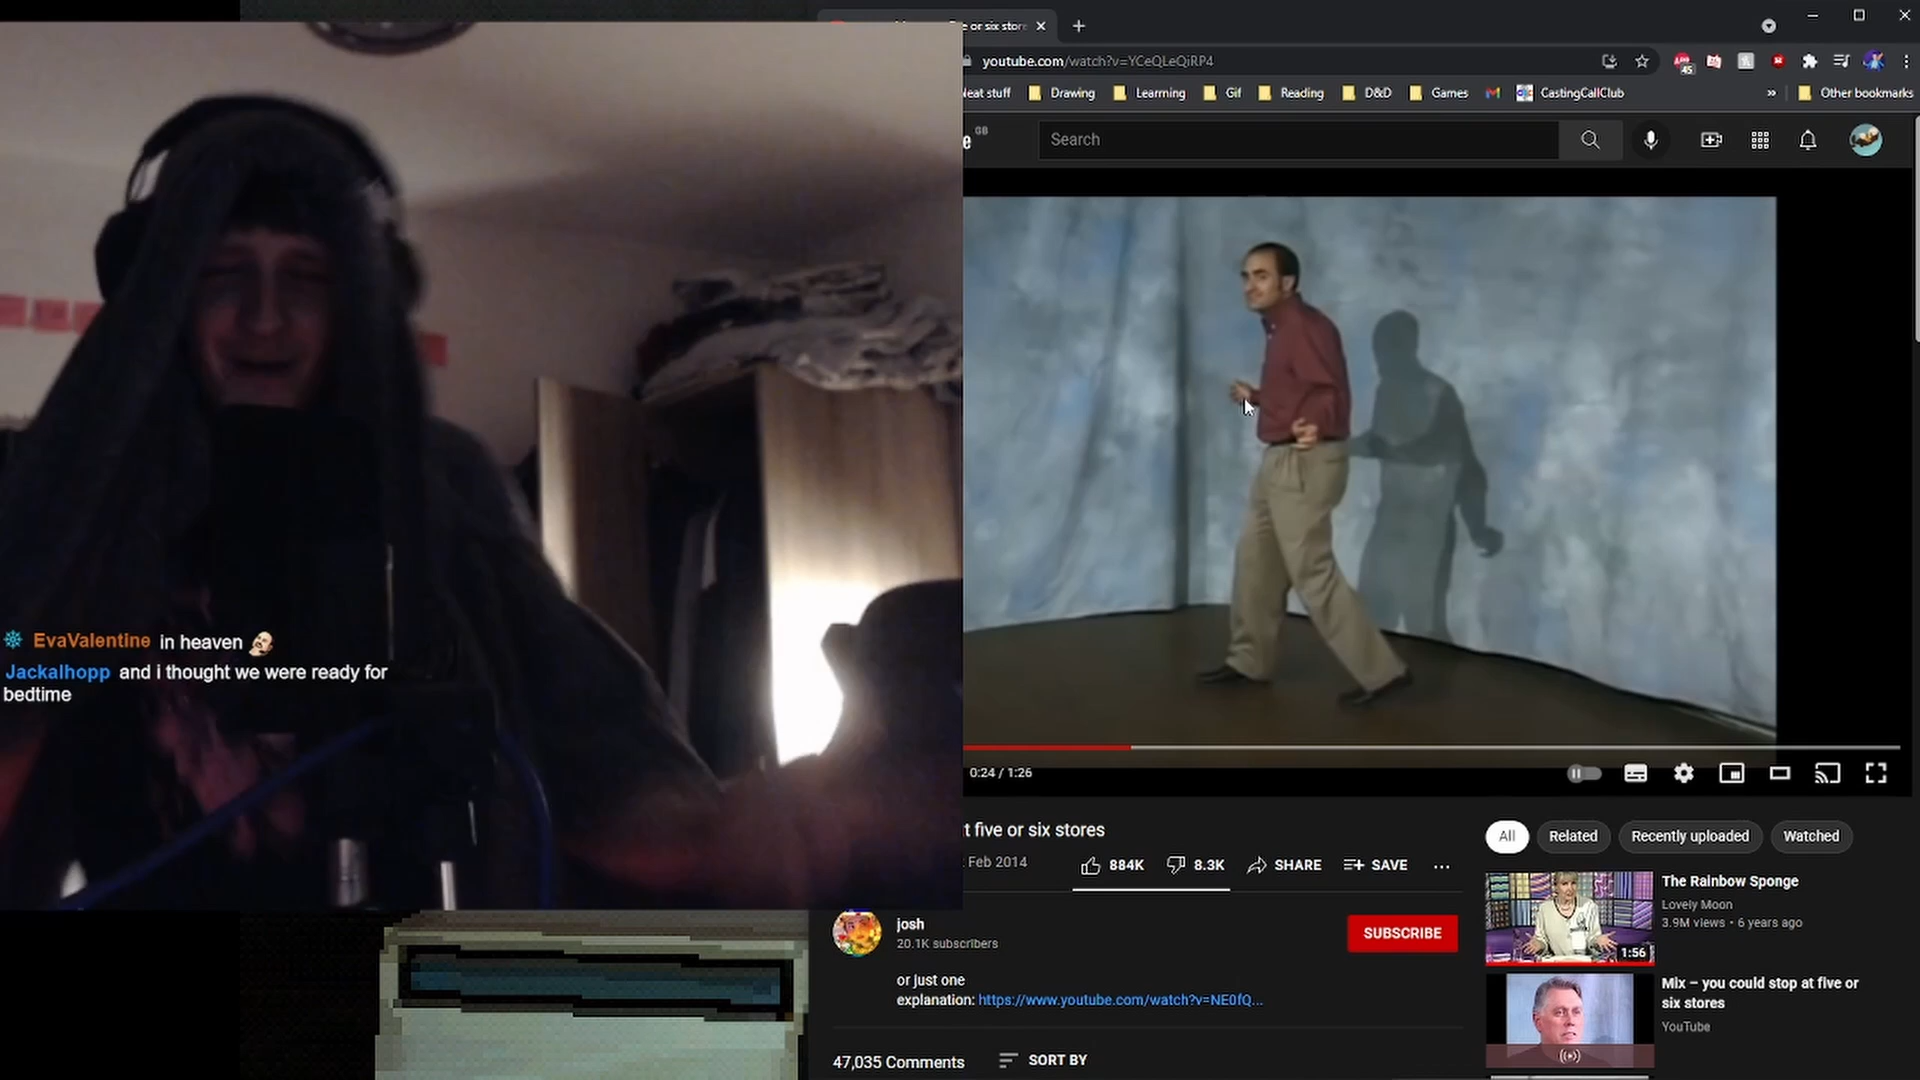 e or six store
youtube.com/watch?v=YCeQLeQiRP4
45
Neat stuff
Drawing
Learning
Gif
Reading
D&D
Games
CastingCallClub
»
Other bookmarks
e GB
Search
EvaValentine in heaven
Jackalhopp and i thought we were ready for
bedtime
0:24 / 1:26
t five or six stores
Feb 2014
884K
8.3K
SHARE
SAVE
josh
20.1K subscribers
SUBSCRIBE
or just one
explanation: https://www.youtube.com/watch?v=NE0fQ...
47,035 Comments
SORT BY
All
Related
Recently uploaded
Watched
The Rainbow Sponge
Lovely Moon
3.9M views • 6 years ago
1:56
Mix – you could stop at five or
six stores
YouTube